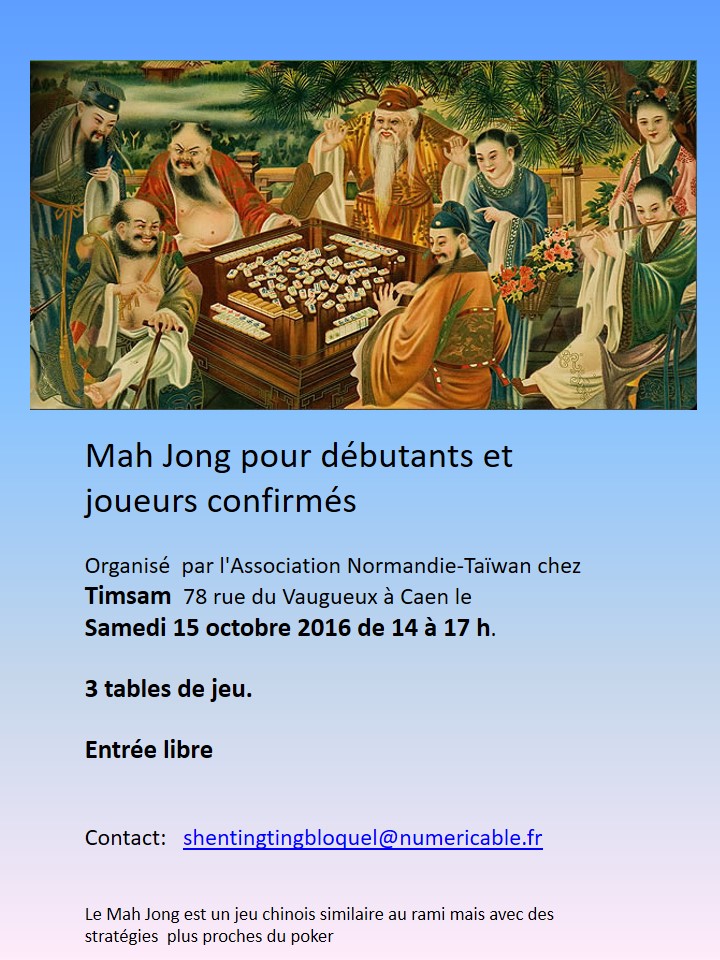 Mah Jong pour débutants et
joueurs confirmés
Organisé par l'Association Normandie-Taïwan chez
Timsam 78 rue du Vaugueux à Caen le
Samedi 15 octobre 2016 de 14 à 17 h.
3 tables de jeu.
Entrée libre
Contact: shentingtingbloquel@numericable.fr
Le Mah Jong est un jeu chinois similaire au rami mais avec des
stratégies plus proches du poker